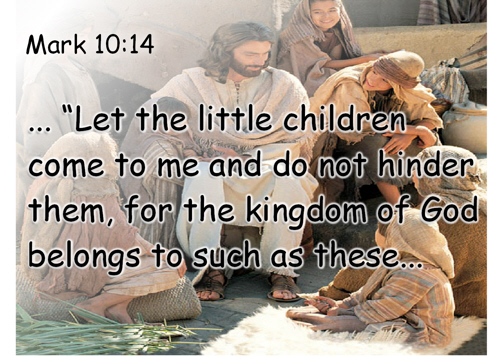 Mark 10:14
... “Let the little children
come to me and do not hinder
them, for the kingdom of God
belongs to such as these...